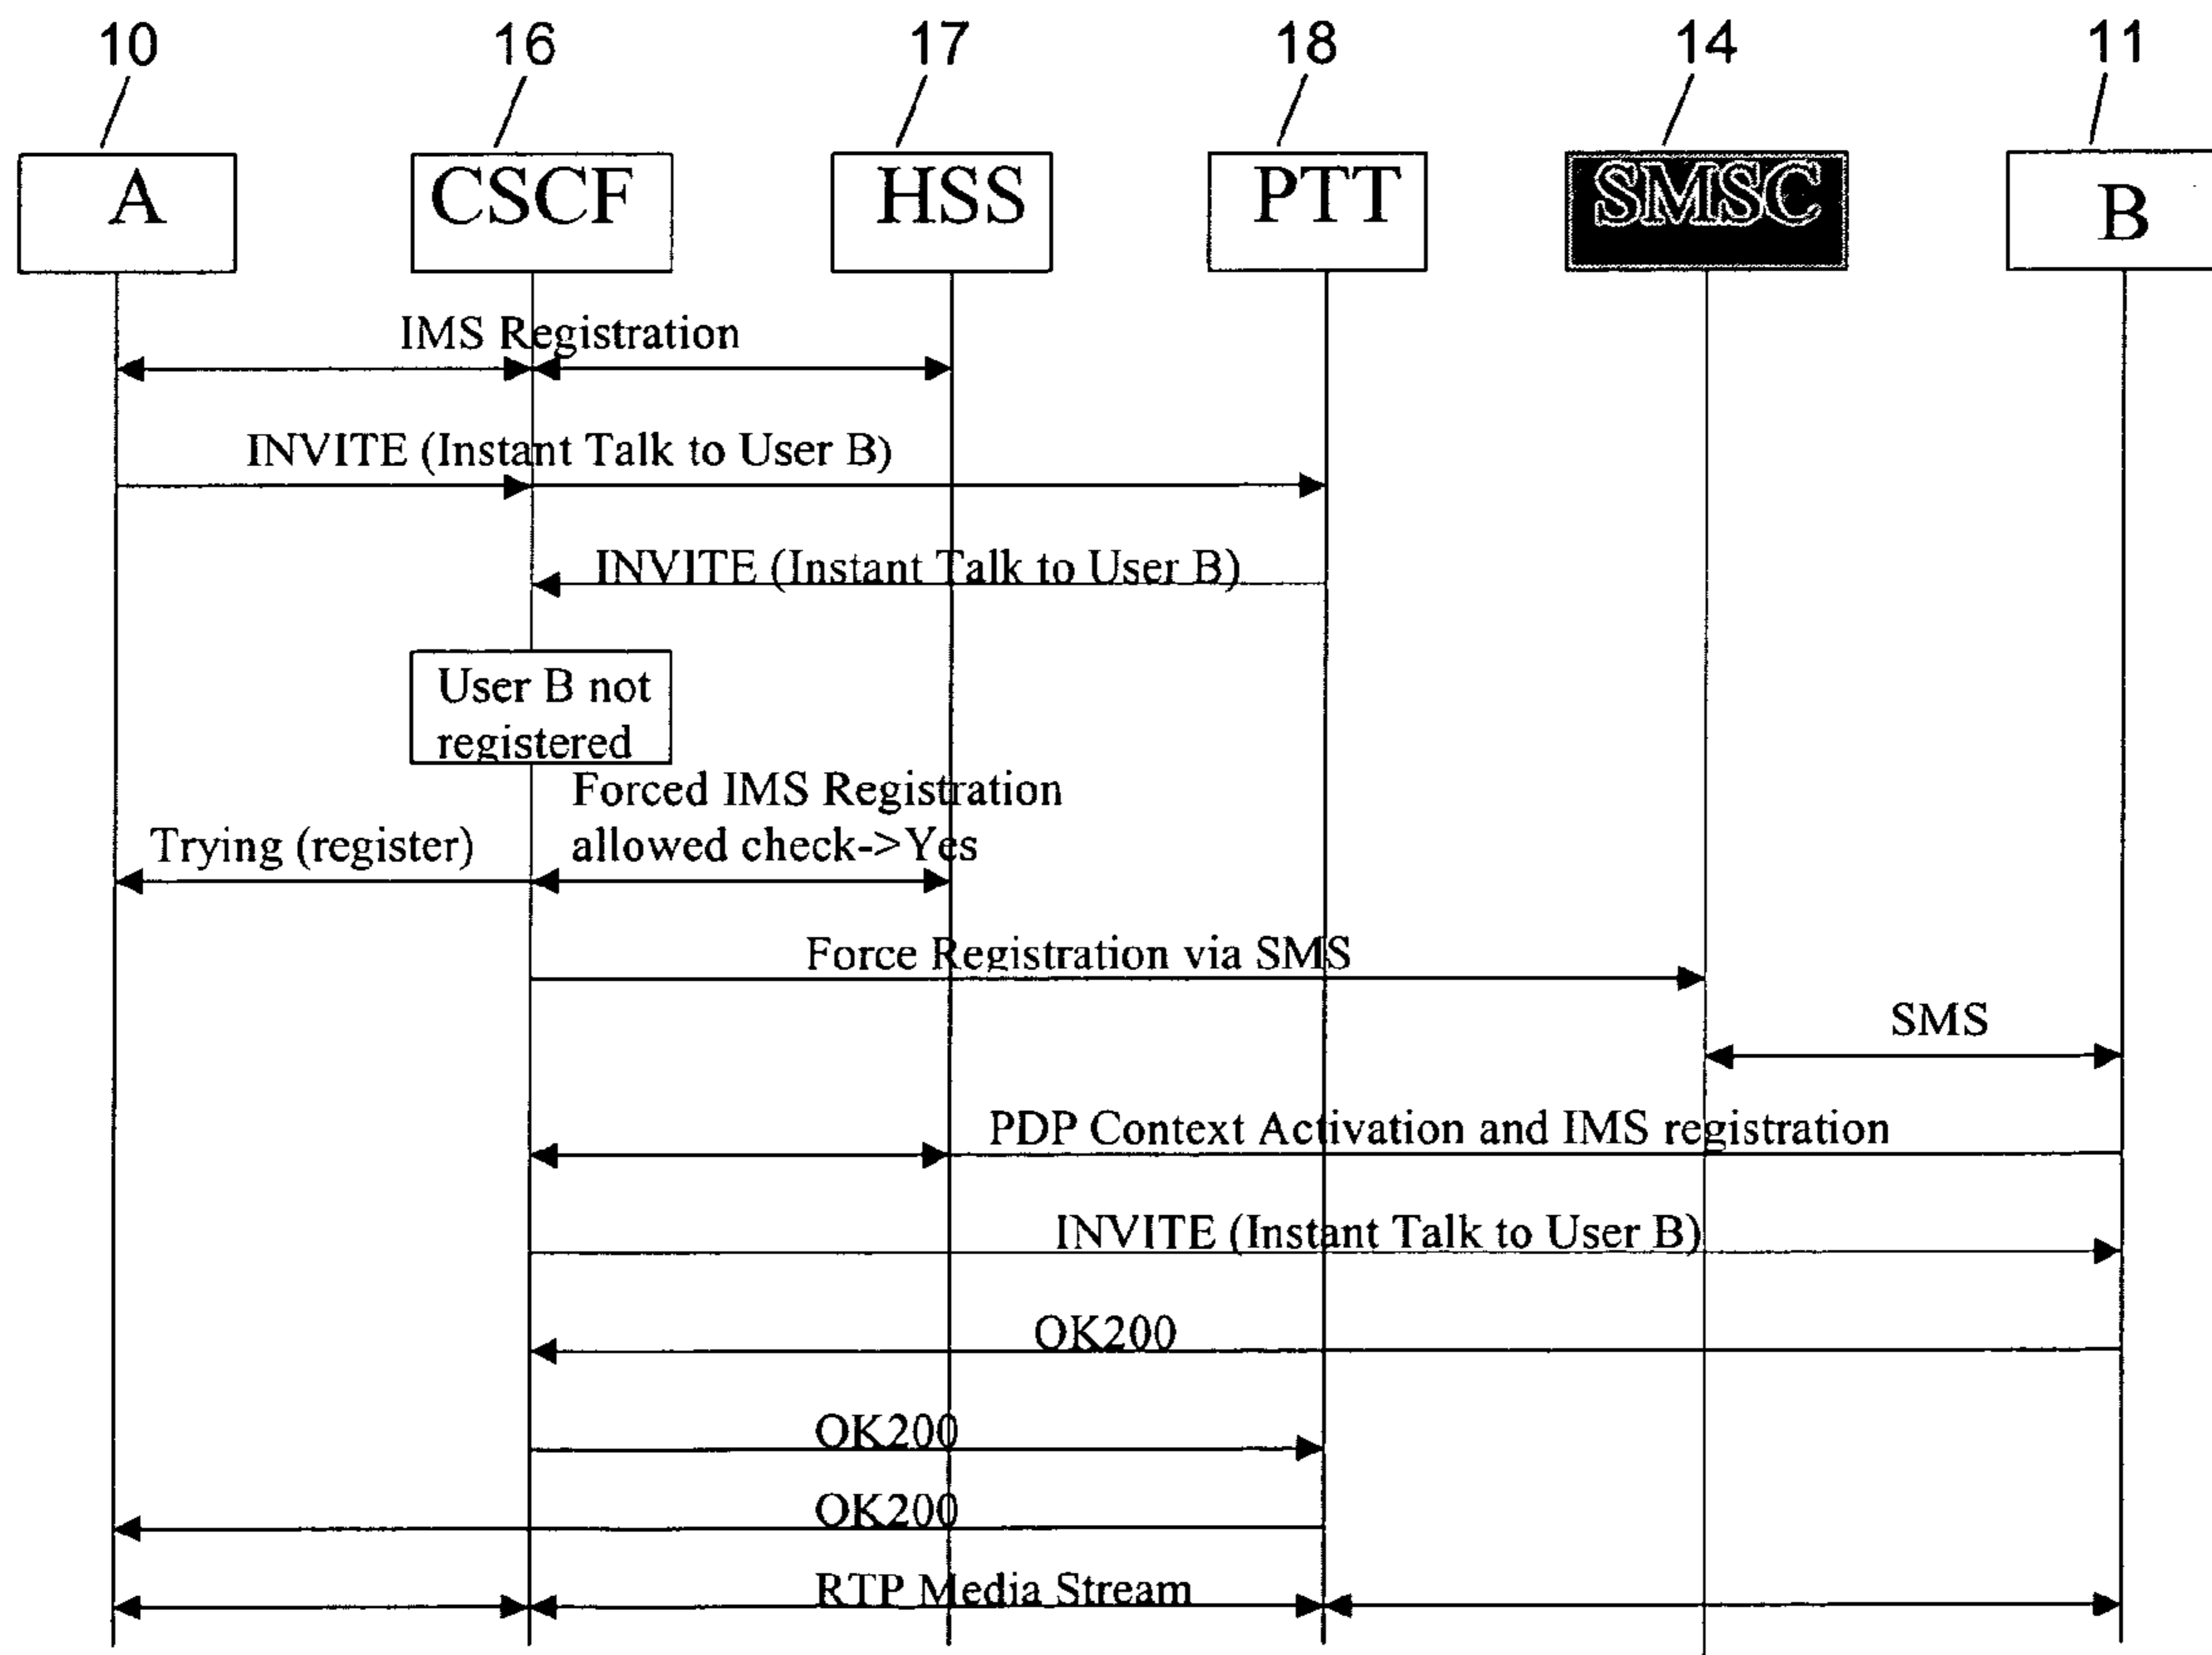 10 16 17 18 14 11
A CSCF HSS PTT SMSC B
IMS Registration
INVITE (Instant Talk to User B)
INVITE (Instant Talk to User B)
User B not
registered
Forced IMS Registration
allowed check->Yes
Trying (register)
Force Registration via SMS
SMS
PDP Context Activation and IMS registration
INVITE (Instant Talk to User B)
OK200
OK200
OK200
RTP Media Stream